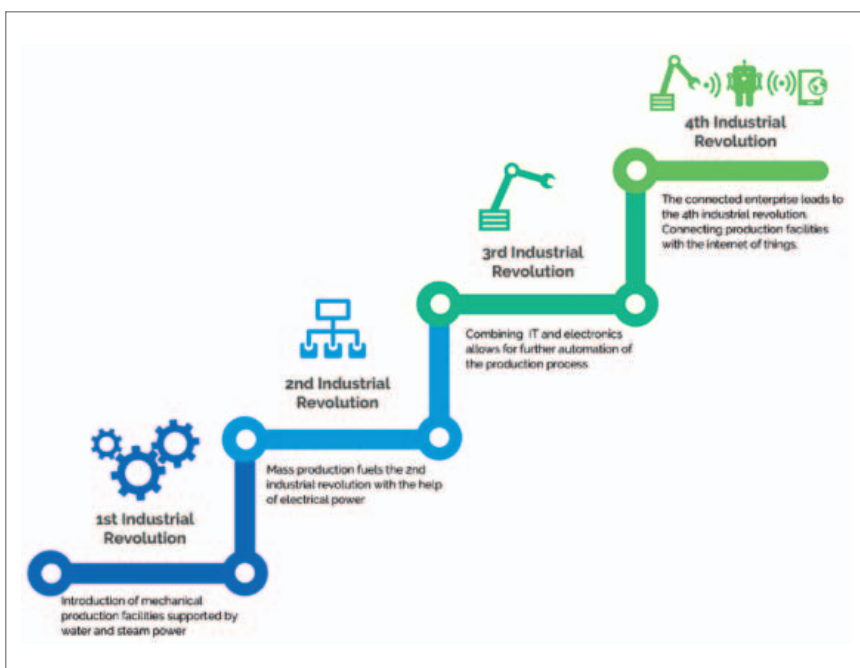 4th Industrial
Revolution
The connected enterprise leads to
the 4th industrial revolution.
Connecting production facilities
with the internet of things.
3rd Industrial
Revolution
Combining IT and electronics
allows for further automation of
the production process
2nd Industrial
Revolution
Mass production fuels the 2nd
industrial revolution with the help
of electrical power
1st Industrial
Revolution
Introduction of mechanical
production facilities supported by
water and steam power